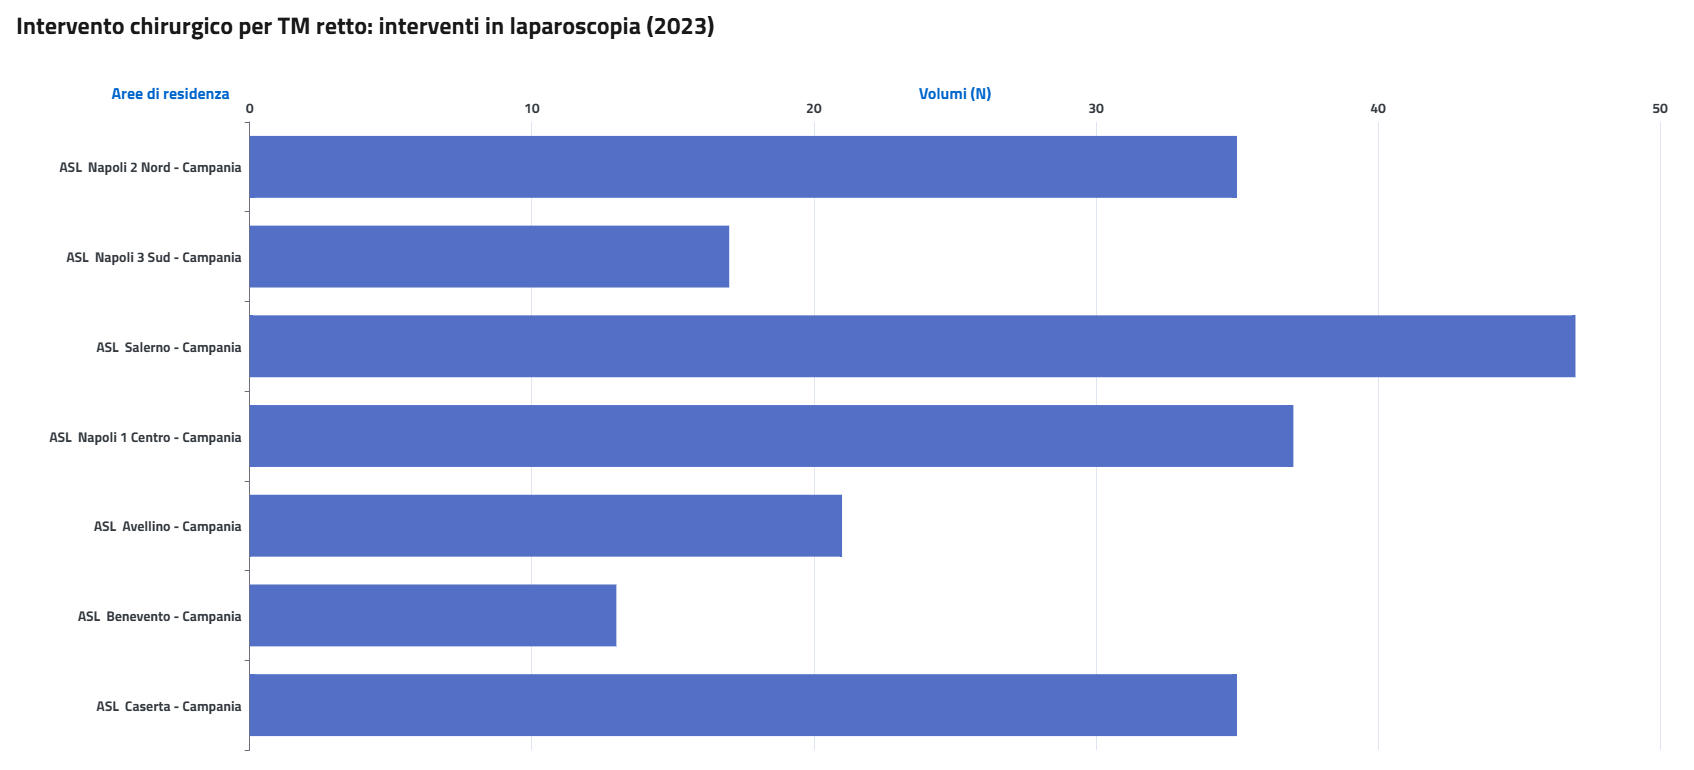 Intervento chirurgico per TM retto: interventi in laparoscopia (2023)
Aree di residenza
Volumi (N)
0 10 20 30 40 50
ASL Napoli 2 Nord - Campania
ASL Napoli 3 Sud - Campania
ASL Salerno - Campania
ASL Napoli 1 Centro - Campania
ASL Avellino - Campania
ASL Benevento - Campania
ASL Caserta - Campania